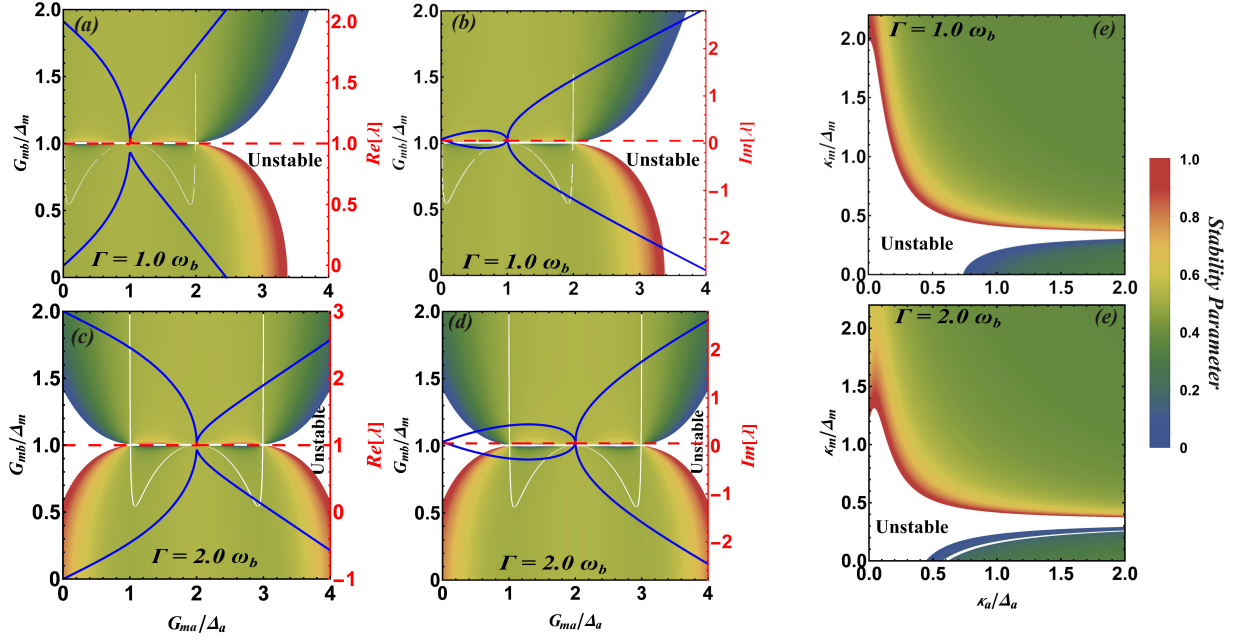 (a)
2.0
1.5
1.0
0.5
0.0
G_mb/Δ_m
0
1
2
3
4
2.0
1.5
1.0
0.5
0
Re[λ]
Unstable
Γ = 1.0 ω_b
(b)
2.0
1.5
1.0
0.5
0
G_mb/Δ_m
0
1
2
3
4
2
1
0
−1
−2
Im[λ]
Unstable
Γ = 1.0 ω_b
(c)
2.0
1.5
1.0
0.5
0
G_mb/Δ_m
0
1
2
3
4
G_ma/Δ_a
3
2
1
0
−1
Re[λ]
Unstable
Γ = 2.0 ω_b
(d)
2.0
1.5
1.0
0.5
0
G_mb/Δ_m
0
1
2
3
4
G_ma/Δ_a
2
1
0
−1
−2
Im[λ]
Unstable
Γ = 2.0 ω_b
Γ = 1.0 ω_b
(e)
2.0
1.5
1.0
0.5
0.0
κ_m/Δ_m
Unstable
0.0
0.5
1.0
1.5
2.0
Γ = 2.0 ω_b
(e)
2.0
1.5
1.0
0.5
0.0
κ_m/Δ_m
Unstable
0.0
0.5
1.0
1.5
2.0
κ_a/Δ_a
1.0
0.8
0.6
0.4
0.2
0
Stability Parameter